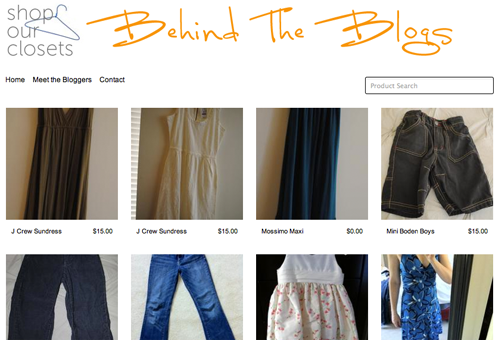 shop
our
closets
Behind The Blogs
Home Meet the Bloggers Contact
Product Search
J Crew Sundress $15.00 J Crew Sundress $15.00 Mossimo Maxi $0.00 Mini Boden Boys $15.00